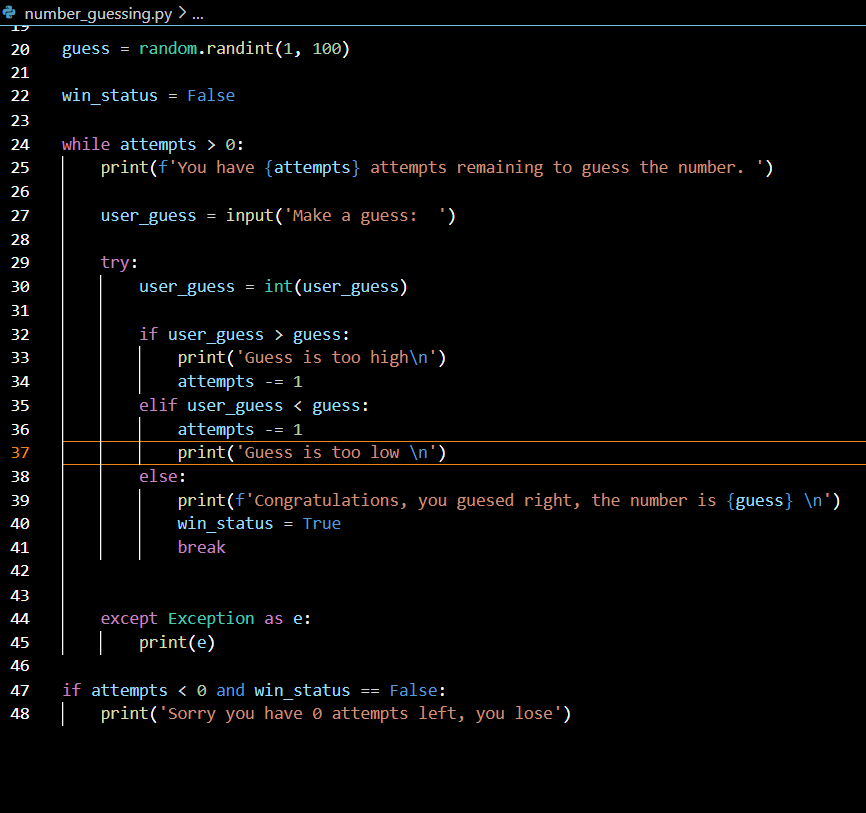 number_guessing.py > ...
19
20 guess = random.randint(1, 100)
21
22 win_status = False
23
24 while attempts > 0:
25     print(f'You have {attempts} attempts remaining to guess the number. ')
26
27     user_guess = input('Make a guess:  ')
28
29     try:
30         user_guess = int(user_guess)
31
32         if user_guess > guess:
33             print('Guess is too high\n')
34             attempts -= 1
35         elif user_guess < guess:
36             attempts -= 1
37             print('Guess is too low \n')
38         else:
39             print(f'Congratulations, you guesed right, the number is {guess} \n')
40             win_status = True
41             break
42
43
44     except Exception as e:
45         print(e)
46
47 if attempts < 0 and win_status == False:
48     print('Sorry you have 0 attempts left, you lose')